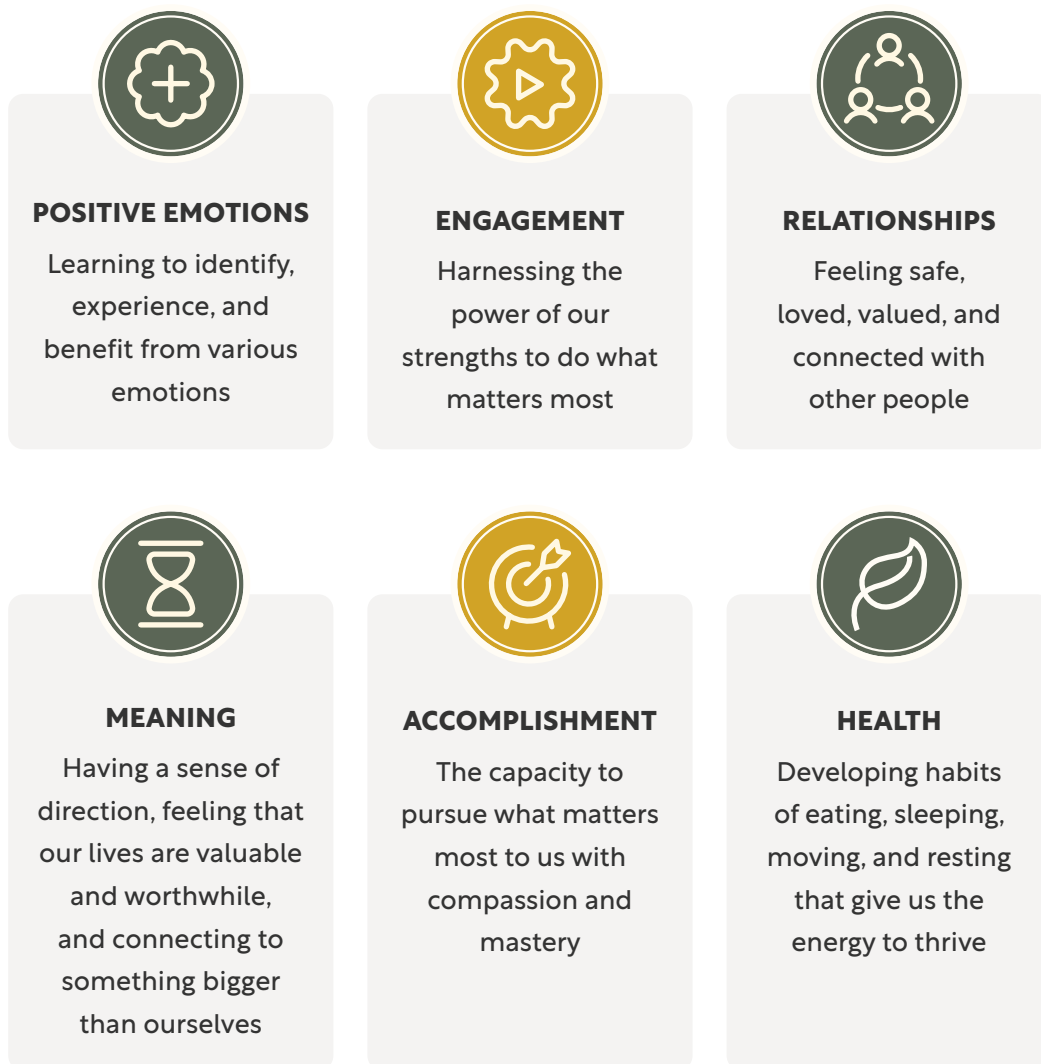 POSITIVE EMOTIONS
Learning to identify,
experience, and
benefit from various
emotions
ENGAGEMENT
Harnessing the
power of our
strengths to do what
matters most
RELATIONSHIPS
Feeling safe,
loved, valued, and
connected with
other people
MEANING
Having a sense of
direction, feeling that
our lives are valuable
and worthwhile,
and connecting to
something bigger
than ourselves
ACCOMPLISHMENT
The capacity to
pursue what matters
most to us with
compassion and
mastery
HEALTH
Developing habits
of eating, sleeping,
moving, and resting
that give us the
energy to thrive